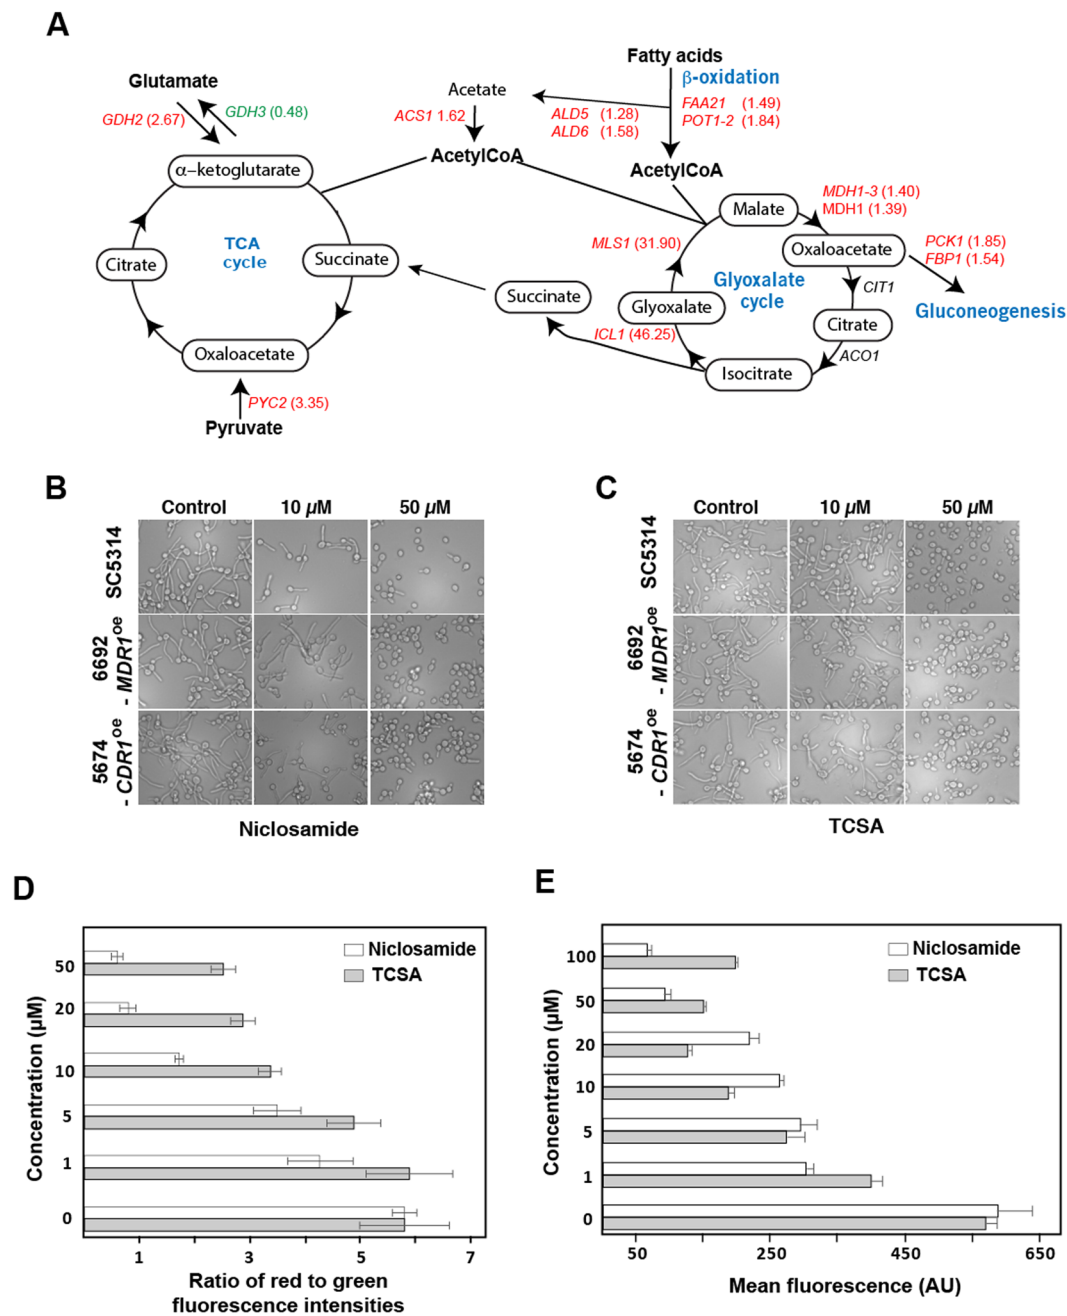 A
Fatty acids
β-oxidation
Glutamate
Acetate
GDH2 (2.67)
GDH3 (0.48)
ACS1 1.62
ALD5 (1.28)
ALD6 (1.58)
FAA21 (1.49)
POT1-2 (1.84)
AcetylCoA
AcetylCoA
α–ketoglutarate
Malate
MDH1-3 (1.40)
MDH1 (1.39)
TCA
cycle
Citrate
Succinate
MLS1 (31.90)
Oxaloacetate
PCK1 (1.85)
FBP1 (1.54)
Glyoxalate
cycle
CIT1
Succinate
Glyoxalate
Gluconeogenesis
ICL1 (46.25)
Citrate
ACO1
Oxaloacetate
Isocitrate
PYC2 (3.35)
Pyruvate
B
Control 10 µM 50 µM
SC5314
6692
- MDR1oe
5674
- CDR1oe
Niclosamide
C
Control 10 µM 50 µM
SC5314
6692
- MDR1oe
5674
- CDR1oe
TCSA
D
Niclosamide
TCSA
Concentration (µM)
50
20
10
5
1
0
1 3 5 7
Ratio of red to green
fluorescence intensities
E
Niclosamide
TCSA
Concentration (µM)
100
50
20
10
5
1
0
50 250 450 650
Mean fluorescence (AU)